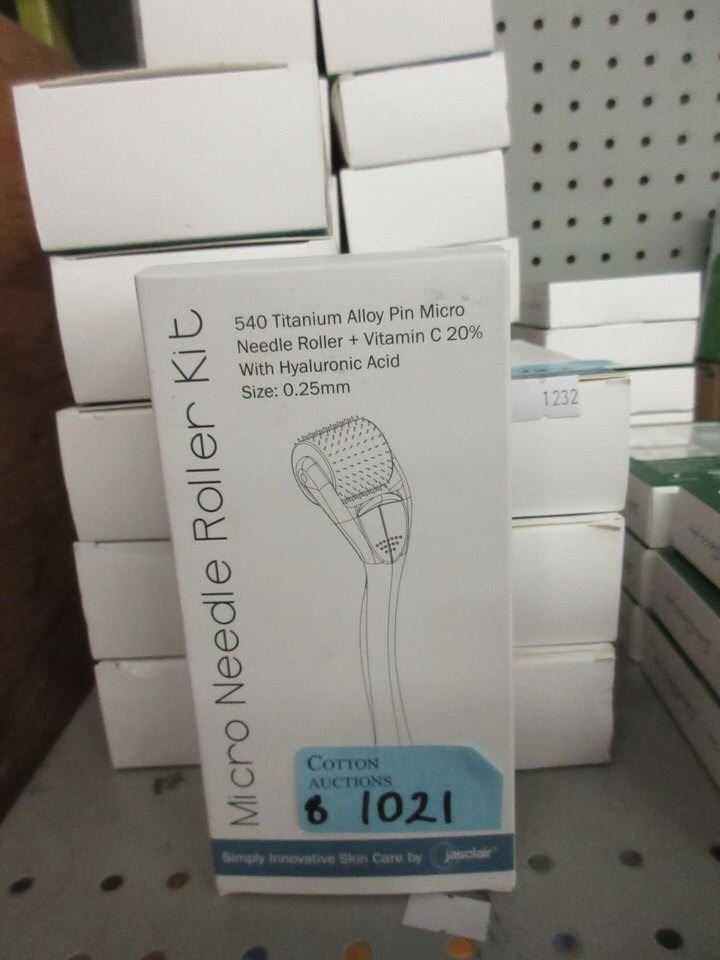 Micro Needle Roller Kit
540 Titanium Alloy Pin Micro
Needle Roller + Vitamin C 20%
With Hyaluronic Acid
Size: 0.25mm
1232
COTTON
AUCTIONS
8 1021
Simply Innovative Skin Care by jasclair